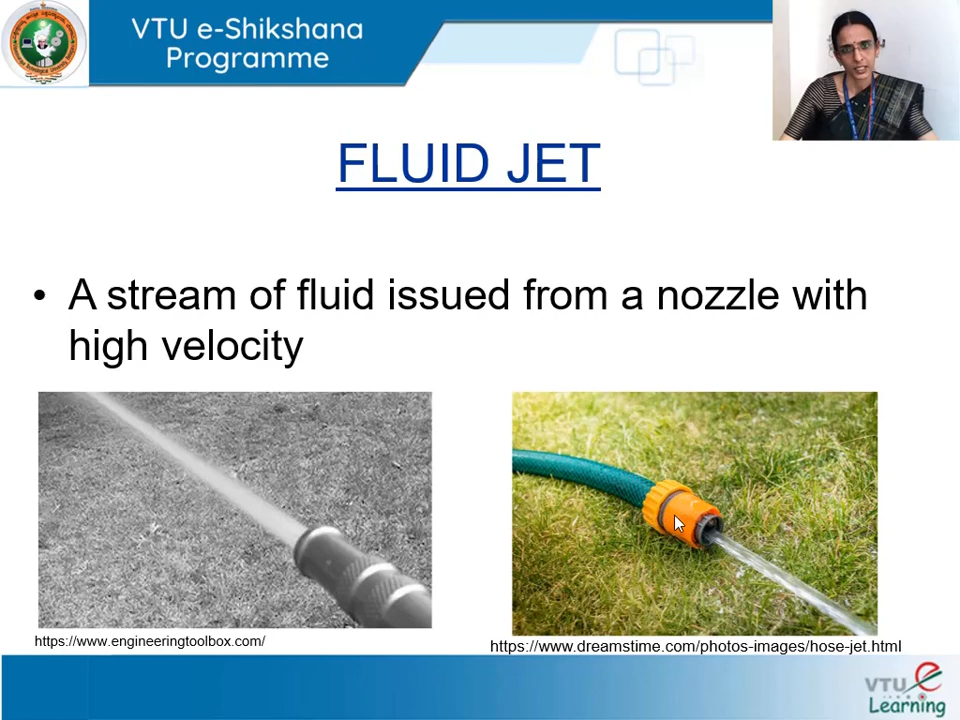 VTU e-Shikshana
Programme
FLUID JET
• A stream of fluid issued from a nozzle with
high velocity
https://www.engineeringtoolbox.com/
https://www.dreamstime.com/photos-images/hose-jet.html
VTU e
Learning